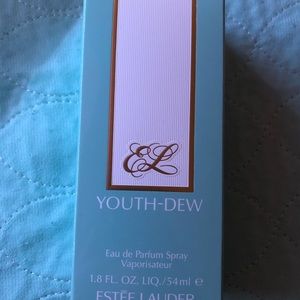 EL
YOUTH-DEW
Eau de Parfum Spray
Vaporisateur
1.8 FL. OZ. LIQ./54 ml ℮
ESTĒE LAUDER